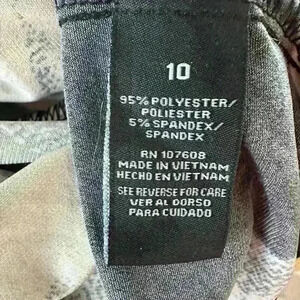 10
95% POLYESTER/
POLIESTER
5% SPANDEX/
SPANDEX
RN 107608
MADE IN VIETNAM
HECHO EN VIETNAM
SEE REVERSE FOR CARE
VER AL DORSO
PARA CUIDADO